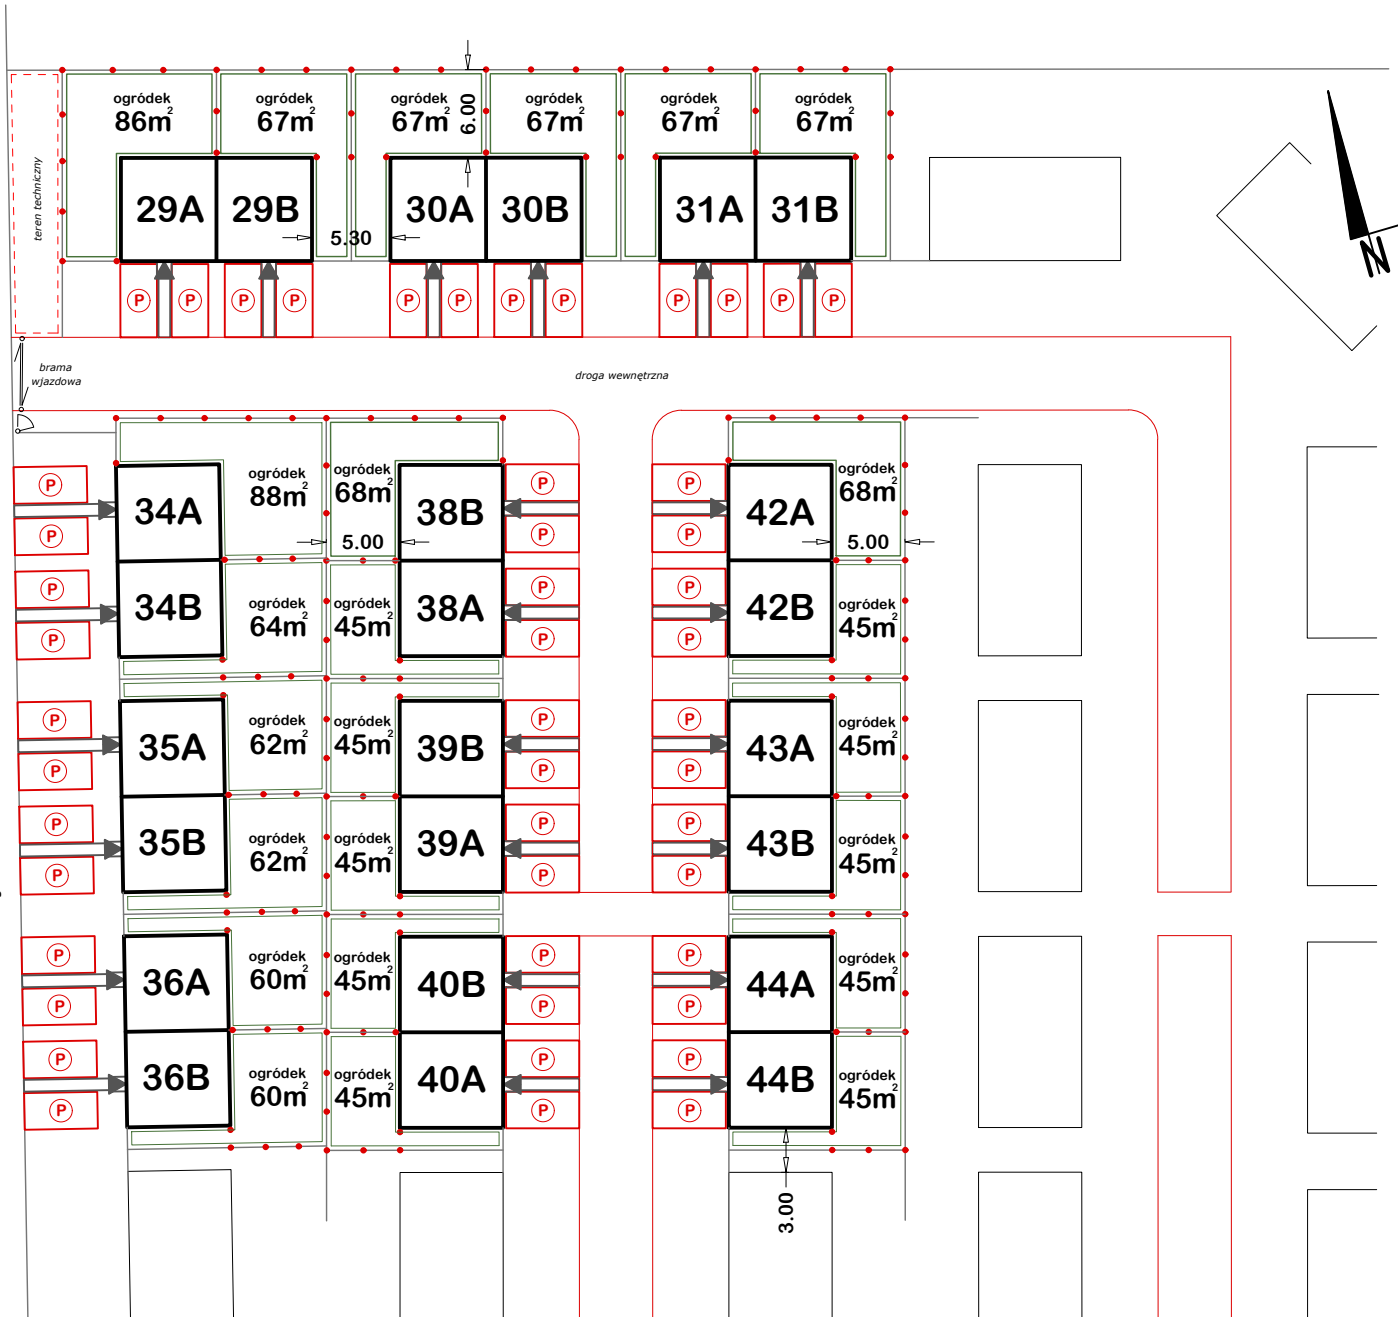 ogródek ogródek ogródek ogródek ogródek ogródek
86m² 67m² 67m² 67m² 67m² 67m²
6.00
teren techniczny
29A 29B 30A 30B 31A 31B
5.30
N
P P P P P P P P P P P P
brama
wjazdowa
droga wewnętrzna
ogródek ogródek ogródek
88m² 68m² 68m²
P P P
34A 38B 42A
P P P
5.00 5.00
P P P
34B 38A 42B
ogródek ogródek ogródek
64m² 45m² 45m²
P P P
P P P
ogródek ogródek ogródek
62m² 45m² 45m²
35A 39B 43A
P P P
P P P
35B 39A 43B
ogródek ogródek ogródek
62m² 45m² 45m²
P P P
P P P
ogródek ogródek ogródek
60m² 45m² 45m²
36A 40B 44A
P P P
P P P
36B 40A 44B
ogródek ogródek ogródek
60m² 45m² 45m²
P P P
3.00